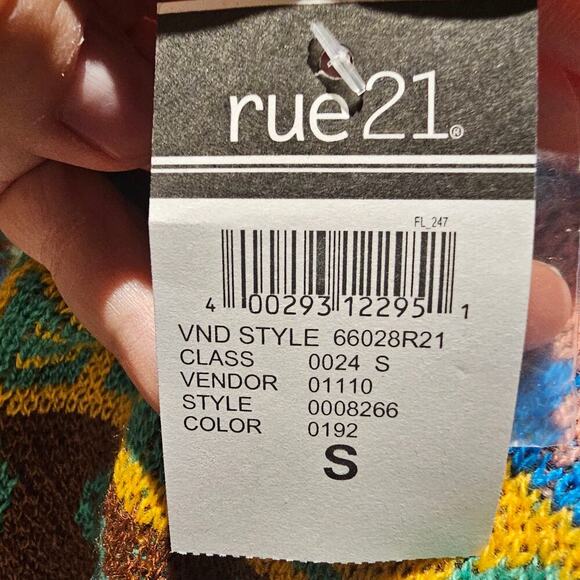 rue21®
FL_247
4 00293 12295 1
VND STYLE 66028R21
CLASS 0024 S
VENDOR 01110
STYLE 0008266
COLOR 0192
S